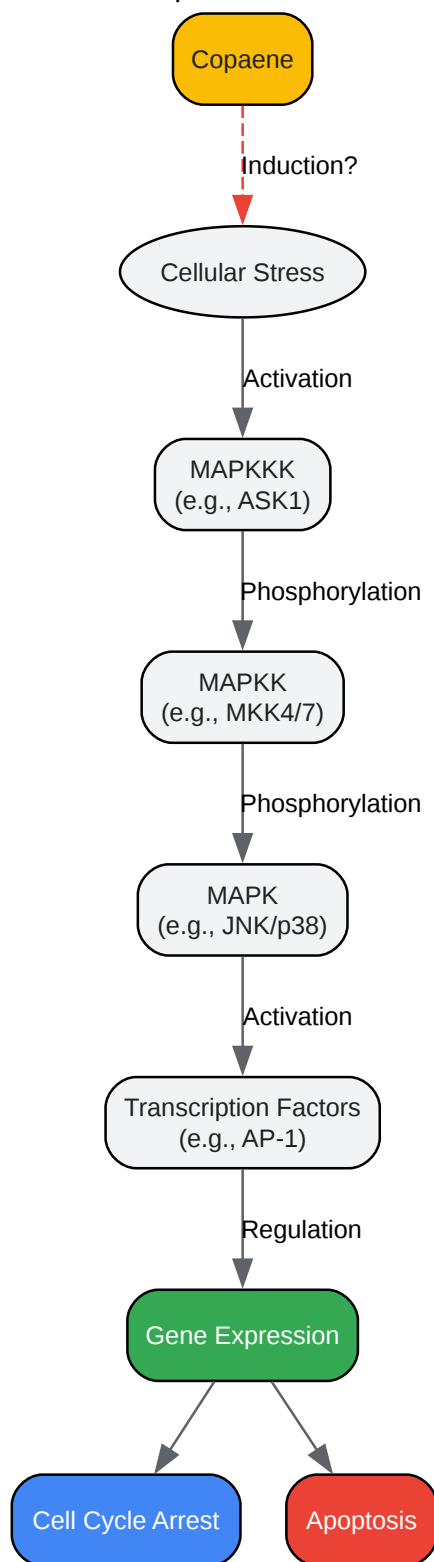 Copaene
Induction?
Cellular Stress
Activation
MAPKKK
(e.g., ASK1)
Phosphorylation
MAPKK
(e.g., MKK4/7)
Phosphorylation
MAPK
(e.g., JNK/p38)
Activation
Transcription Factors
(e.g., AP-1)
Regulation
Gene Expression
Cell Cycle Arrest
Apoptosis